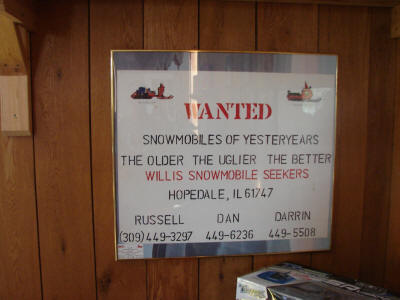 WANTED
SNOWMOBILES OF YESTERYEARS
THE OLDER THE UGLIER THE BETTER
WILLIS SNOWMOBILE SEEKERS
HOPEDALE, IL 61747
RUSSELL DAN DARRIN
(309)449-3297 449-6236 449-5508